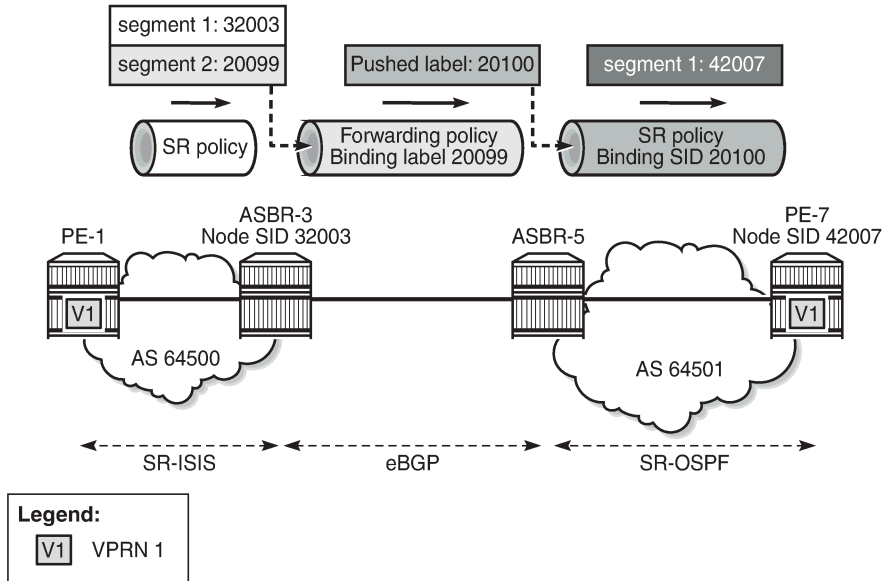 segment 1: 32003
segment 2: 20099
Pushed label: 20100
segment 1: 42007
SR policy
Forwarding policy
Binding label 20099
SR policy
Binding SID 20100
PE-1
ASBR-3
Node SID 32003
ASBR-5
PE-7
Node SID 42007
V1
V1
AS 64500
AS 64501
SR-ISIS
eBGP
SR-OSPF
Legend:
V1 VPRN 1